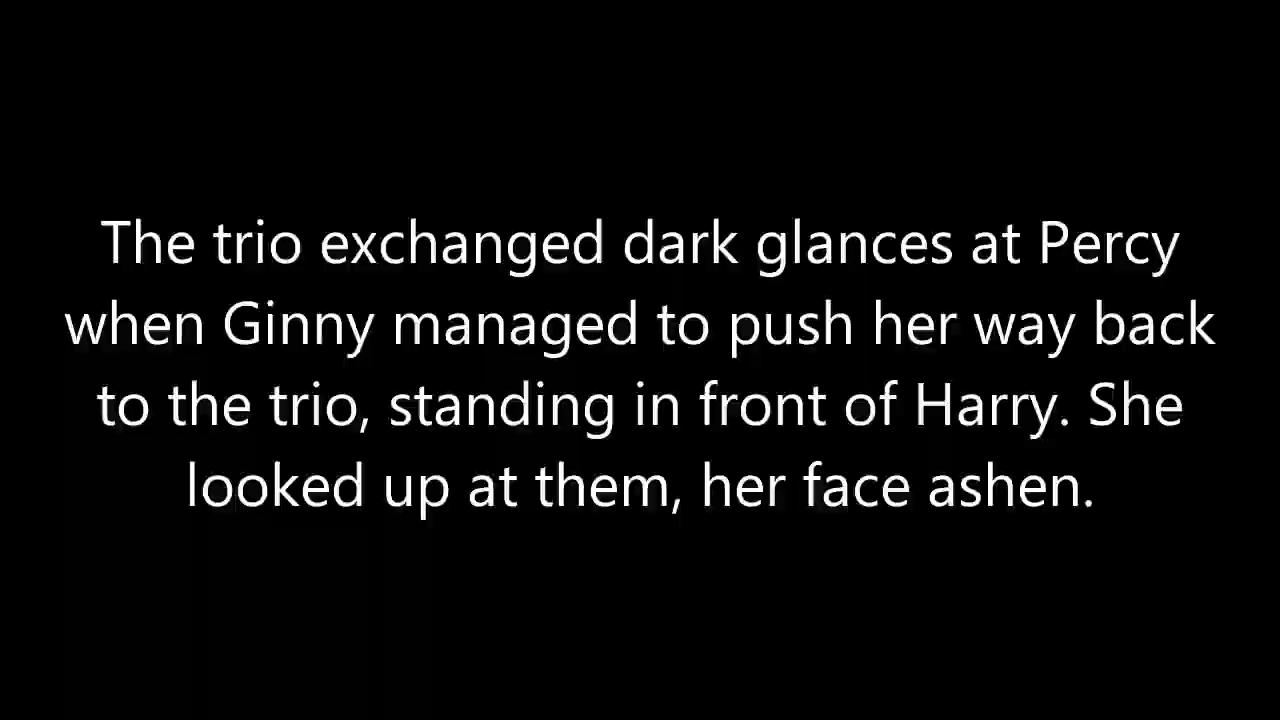 The trio exchanged dark glances at Percy
when Ginny managed to push her way back
to the trio, standing in front of Harry. She
looked up at them, her face ashen.